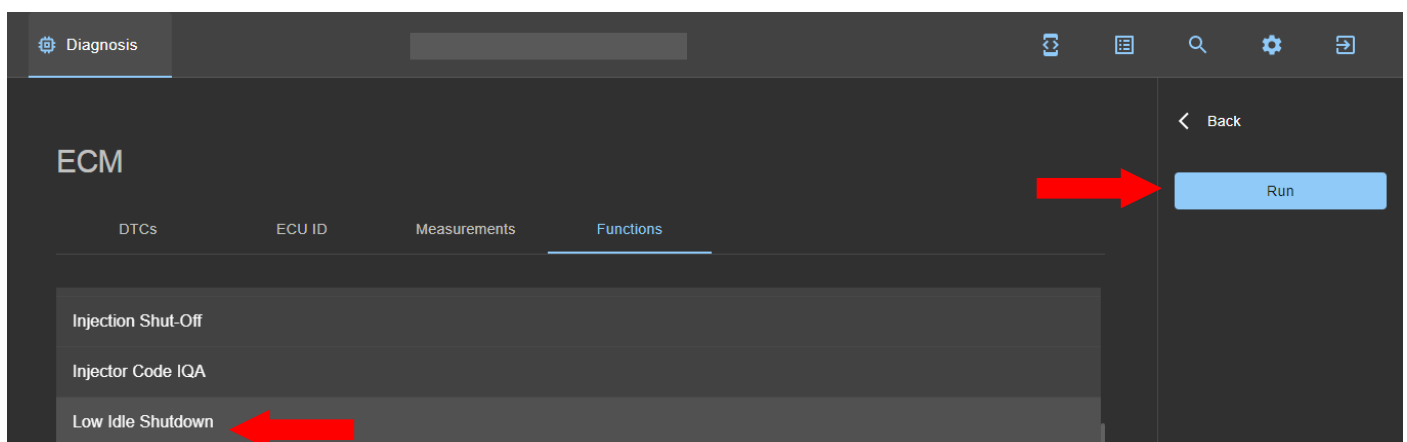 Diagnosis
Back
ECM
Run
DTCs ECU ID Measurements Functions
Injection Shut-Off
Injector Code IQA
Low Idle Shutdown